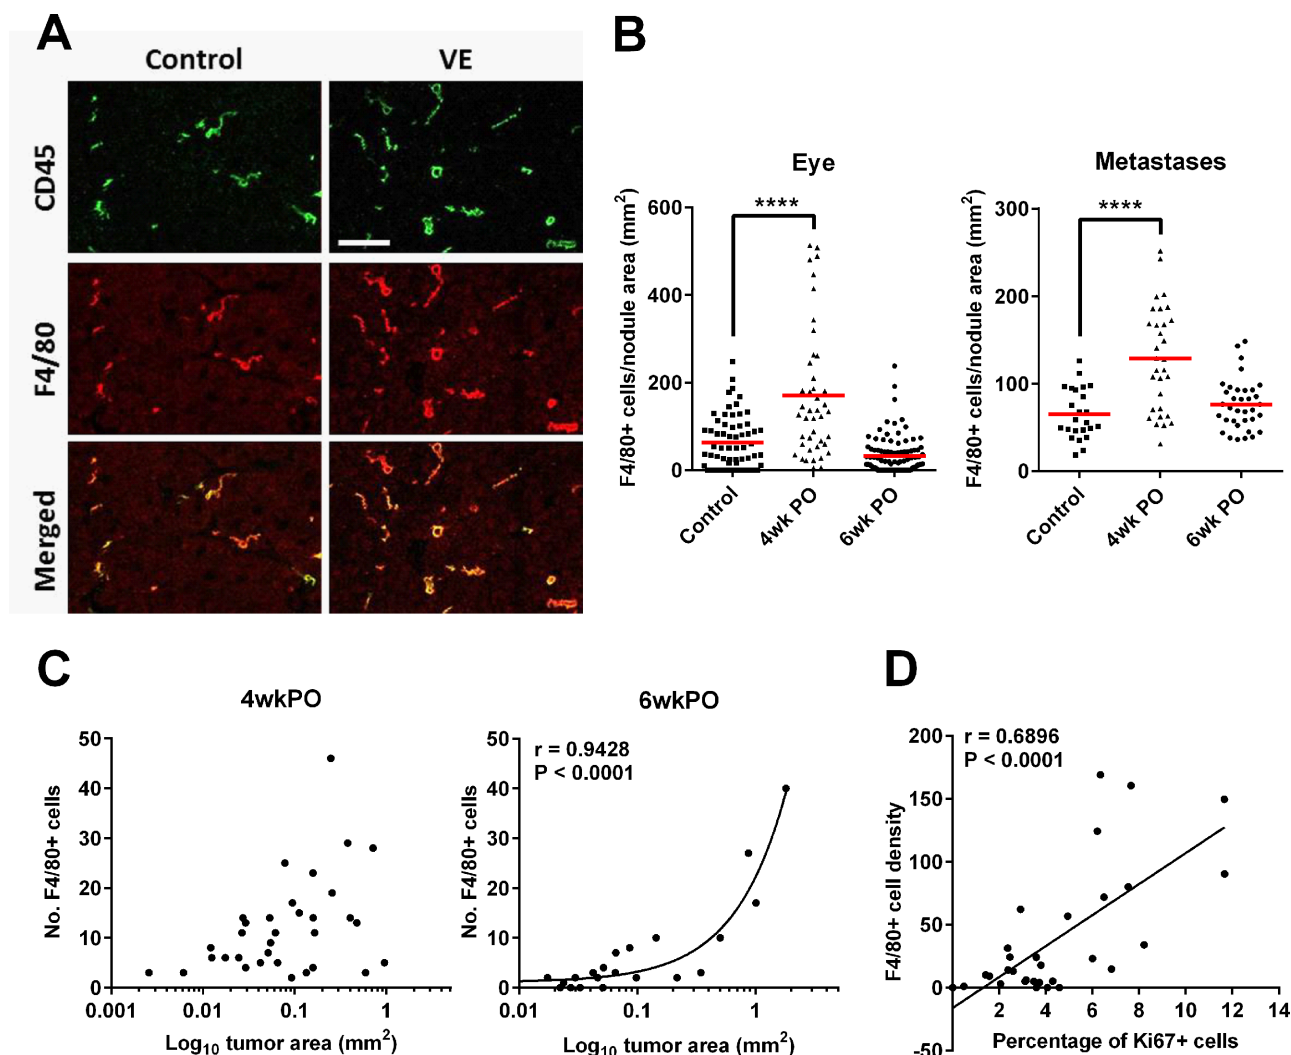 A
Control VE
CD45
F4/80
Merged
B
Eye
F4/80+ cells/nodule area (mm²)
600
400
200
0
****
Control
4wk PO
6wk PO
Metastases
F4/80+ cells/nodule area (mm²)
300
200
100
0
****
Control
4wk PO
6wk PO
C
4wkPO
No. F4/80+ cells
50
40
30
20
10
0
0.001 0.01 0.1 1
Log₁₀ tumor area (mm²)
6wkPO
r = 0.9428
P < 0.0001
No. F4/80+ cells
50
40
30
20
10
0
0.01 0.1 1
Log₁₀ tumor area (mm²)
D
r = 0.6896
P < 0.0001
F4/80+ cell density
200
150
100
50
0
-50
2 4 6 8 10 12 14
Percentage of Ki67+ cells